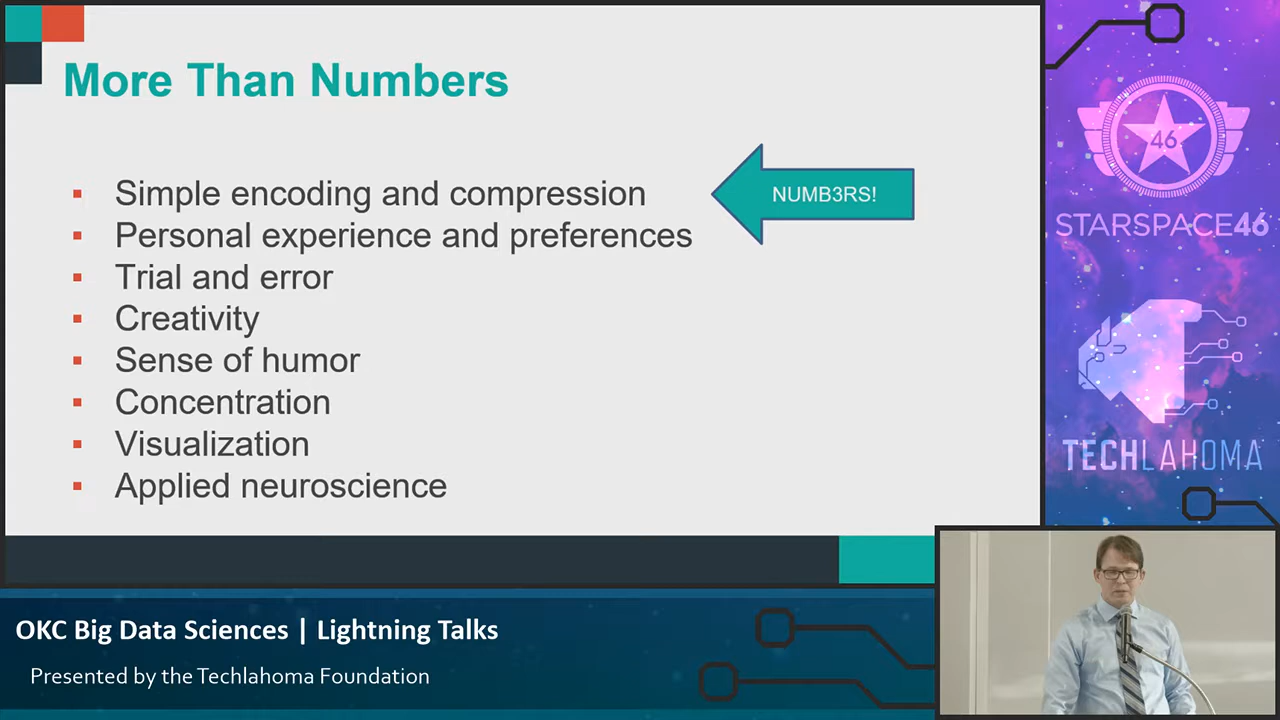 More Than Numbers
Simple encoding and compression
NUMB3RS!
Personal experience and preferences
Trial and error
Creativity
Sense of humor
Concentration
Visualization
Applied neuroscience
46
STARSPACE46
TECHLAHOMA
OKC Big Data Sciences | Lightning Talks
Presented by the Techlahoma Foundation